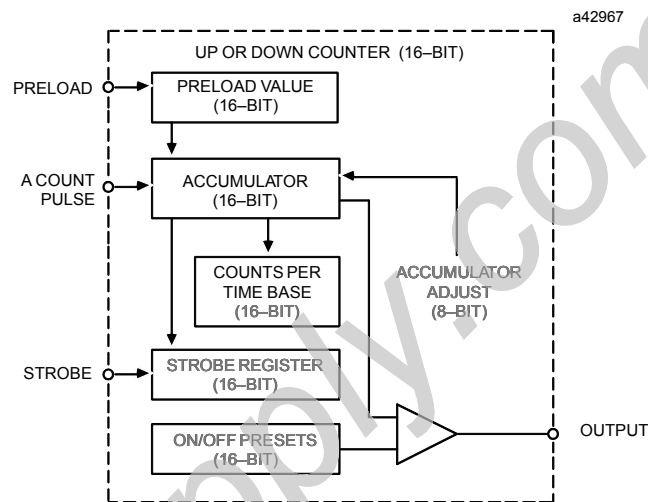 a42967
UP OR DOWN COUNTER (16–BIT)
PRELOAD
PRELOAD VALUE
(16–BIT)
A COUNT
PULSE
ACCUMULATOR
(16–BIT)
COUNTS PER
TIME BASE
(16–BIT)
ACCUMULATOR
ADJUST
(8–BIT)
STROBE
STROBE REGISTER
(16–BIT)
ON/OFF PRESETS
(16–BIT)
OUTPUT
pply.com